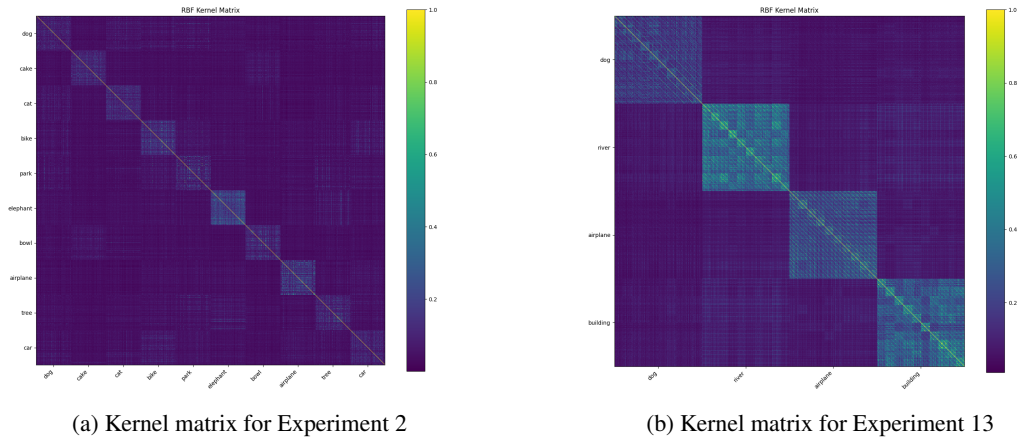 RBF Kernel Matrix
dog
cake
cat
bike
park
elephant
bowl
airplane
tree
car
dog
cake
cat
bike
park
elephant
bowl
airplane
tree
car
1.0
0.8
0.6
0.4
0.2
(a) Kernel matrix for Experiment 2
RBF Kernel Matrix
dog
river
airplane
building
dog
river
airplane
building
1.0
0.8
0.6
0.4
0.2
(b) Kernel matrix for Experiment 13